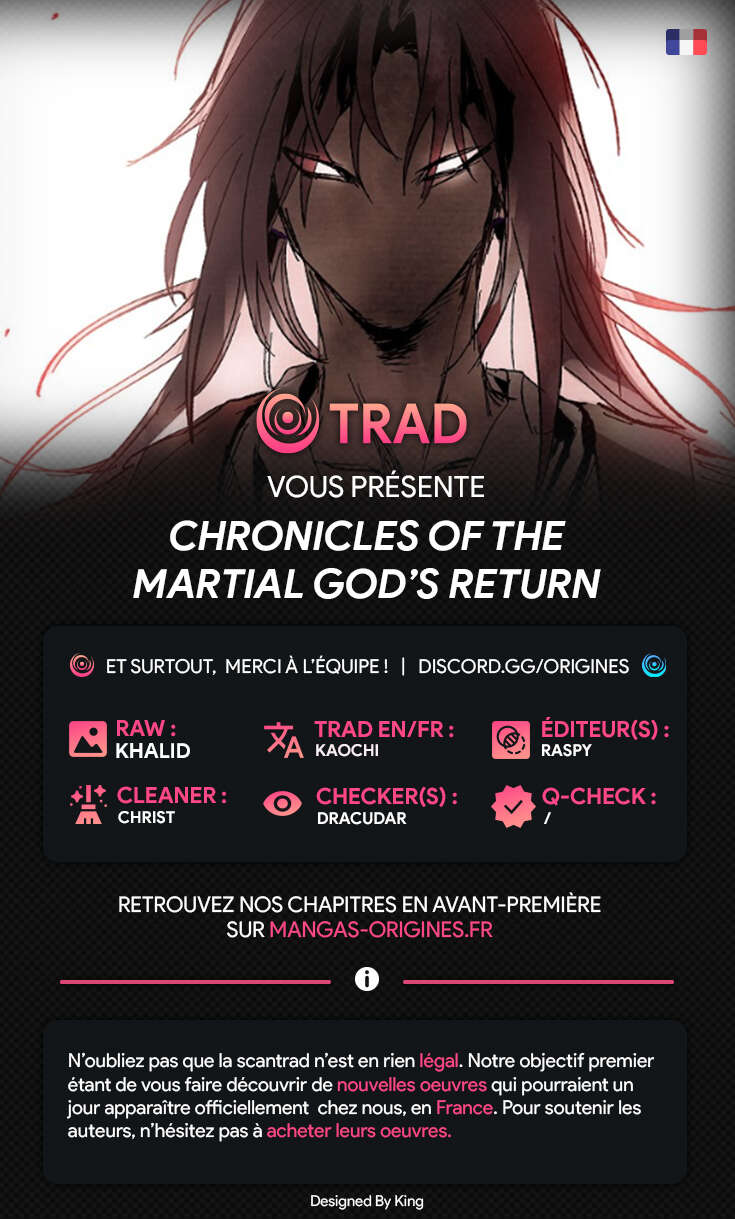 TRAD
VOUS PRÉSENTE
CHRONICLES OF THE
MARTIAL GOD'S RETURN
ET SURTOUT, MERCI À L'ÉQUIPE ! | DISCORD.GG/ORIGINES
RAW :
KHALID
TRAD EN/FR :
KAOCHI
ÉDITEUR(S) :
RASPY
CLEANER :
CHRIST
CHECKER(S) :
DRACUDAR
Q-CHECK :
/
RETROUVEZ NOS CHAPITRES EN AVANT-PREMIÈRE
SUR MANGAS-ORIGINES.FR
N'oubliez pas que la scantrad n'est en rien légal. Notre objectif premier
étant de vous faire découvrir de nouvelles oeuvres qui pourraient un
jour apparaître officiellement chez nous, en France. Pour soutenir les
auteurs, n'hésitez pas à acheter leurs oeuvres.
Designed By King